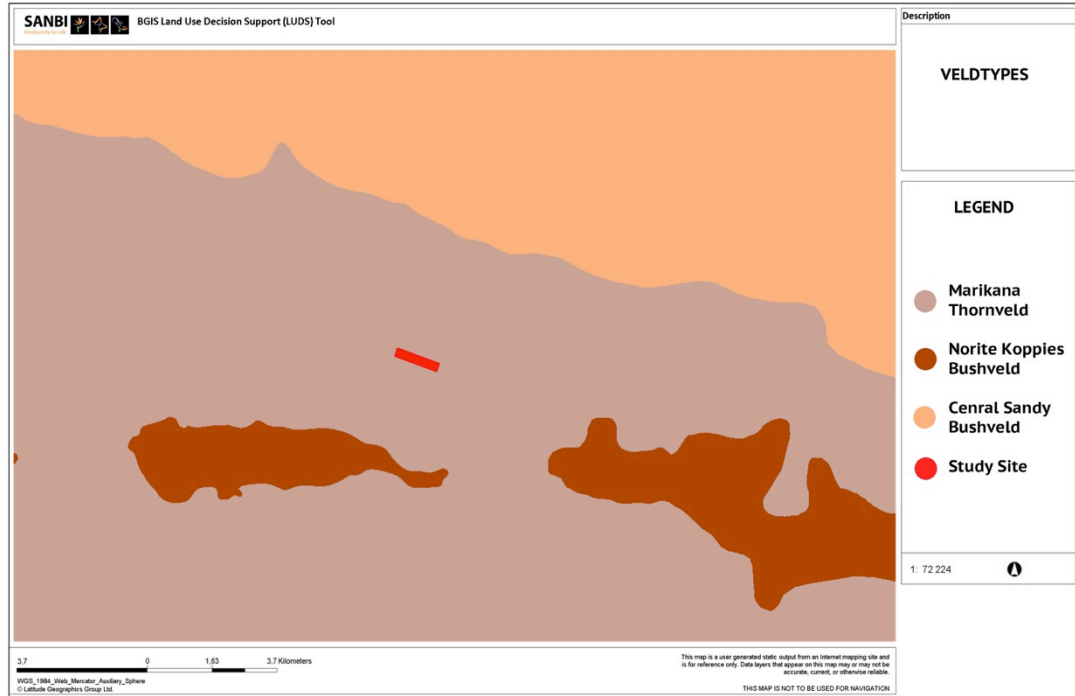 SANBI
Biodiversity for Life
BGIS Land Use Decision Support (LUDS) Tool
Description
VELDTYPES
LEGEND
Marikana
Thornveld
Norite Koppies
Bushveld
Cenral Sandy
Bushveld
Study Site
1: 72 224
3,7 0 1,83 3,7 Kilometers
WGS_1984_Web_Mercator_Auxiliary_Sphere
© Latitude Geographics Group Ltd.
This map is a user generated static output from an Internet mapping site and
is for reference only. Data layers that appear on this map may or may not be
accurate, current, or otherwise reliable.
THIS MAP IS NOT TO BE USED FOR NAVIGATION